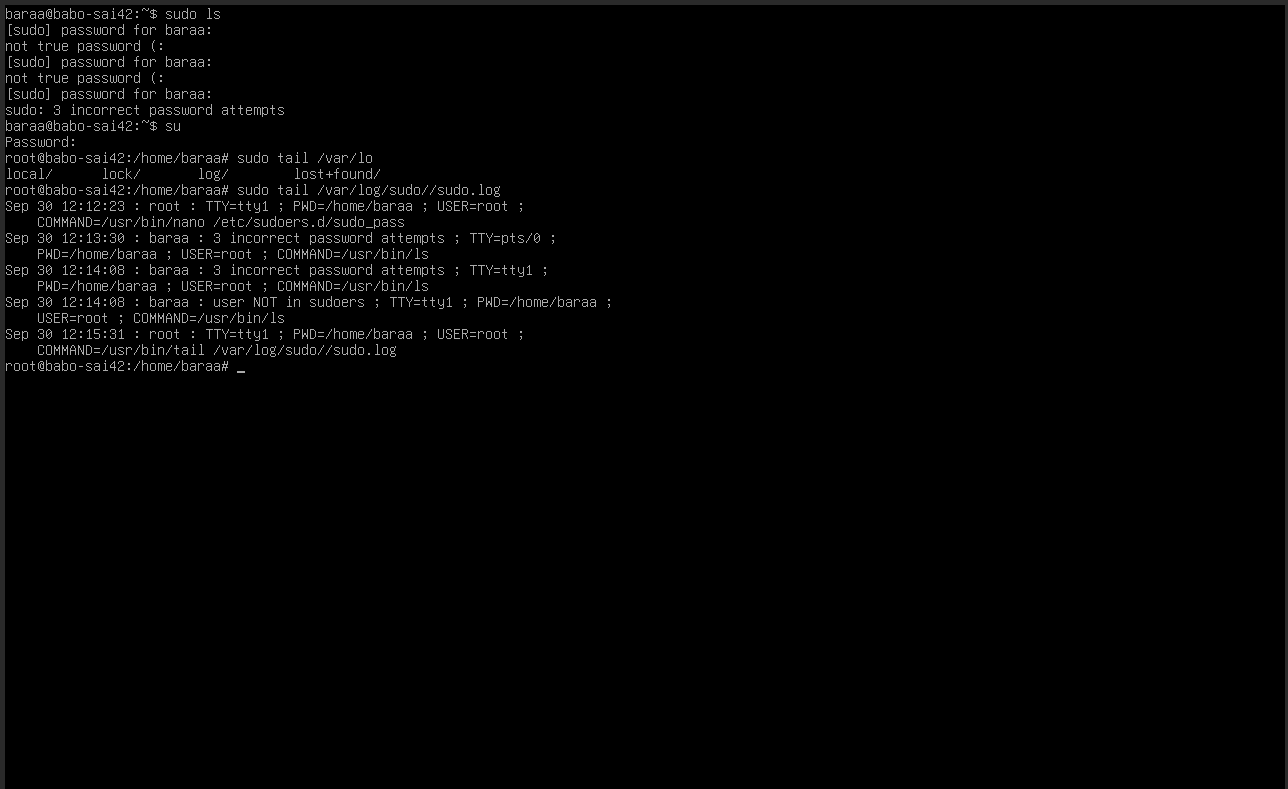 baraa@babo-sai42:~$ sudo ls
[sudo] password for baraa:
not true password (:
[sudo] password for baraa:
not true password (:
[sudo] password for baraa:
sudo: 3 incorrect password attempts
baraa@babo-sai42:~$ su
Password:
root@babo-sai42:/home/baraa# sudo tail /var/lo
local/      lock/       log/        lost+found/
root@babo-sai42:/home/baraa# sudo tail /var/log/sudo//sudo.log
Sep 30 12:12:23 : root : TTY=tty1 ; PWD=/home/baraa ; USER=root ;
    COMMAND=/usr/bin/nano /etc/sudoers.d/sudo_pass
Sep 30 12:13:30 : baraa : 3 incorrect password attempts ; TTY=pts/0 ;
    PWD=/home/baraa ; USER=root ; COMMAND=/usr/bin/ls
Sep 30 12:14:08 : baraa : 3 incorrect password attempts ; TTY=tty1 ;
    PWD=/home/baraa ; USER=root ; COMMAND=/usr/bin/ls
Sep 30 12:14:08 : baraa : user NOT in sudoers ; TTY=tty1 ; PWD=/home/baraa ;
    USER=root ; COMMAND=/usr/bin/ls
Sep 30 12:15:31 : root : TTY=tty1 ; PWD=/home/baraa ; USER=root ;
    COMMAND=/usr/bin/tail /var/log/sudo//sudo.log
root@babo-sai42:/home/baraa# _